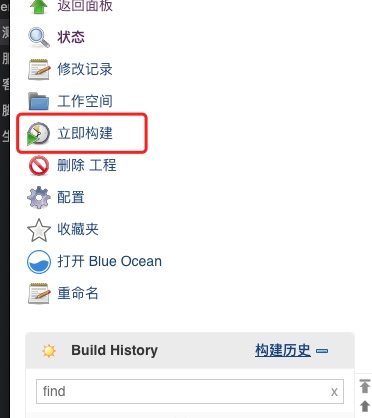 返回面板
状态
修改记录
工作空间
立即构建
删除 工程
配置
收藏夹
打开 Blue Ocean
重命名
Build History 构建历史
find x